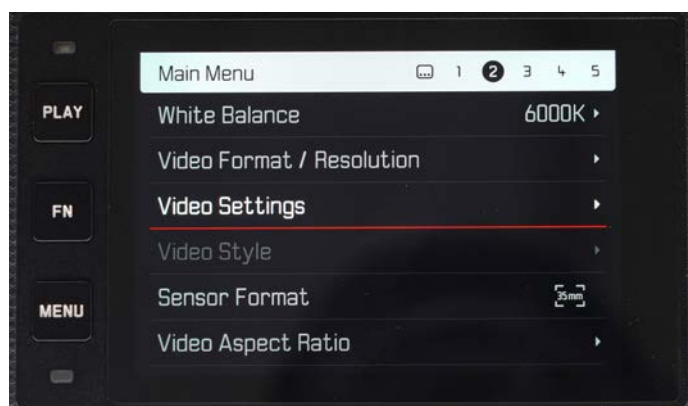 Main Menu ... 1 2 3 4 5
PLAY
White Balance 6000K
Video Format / Resolution
FN
Video Settings
Video Style
MENU
Sensor Format 35mm
Video Aspect Ratio